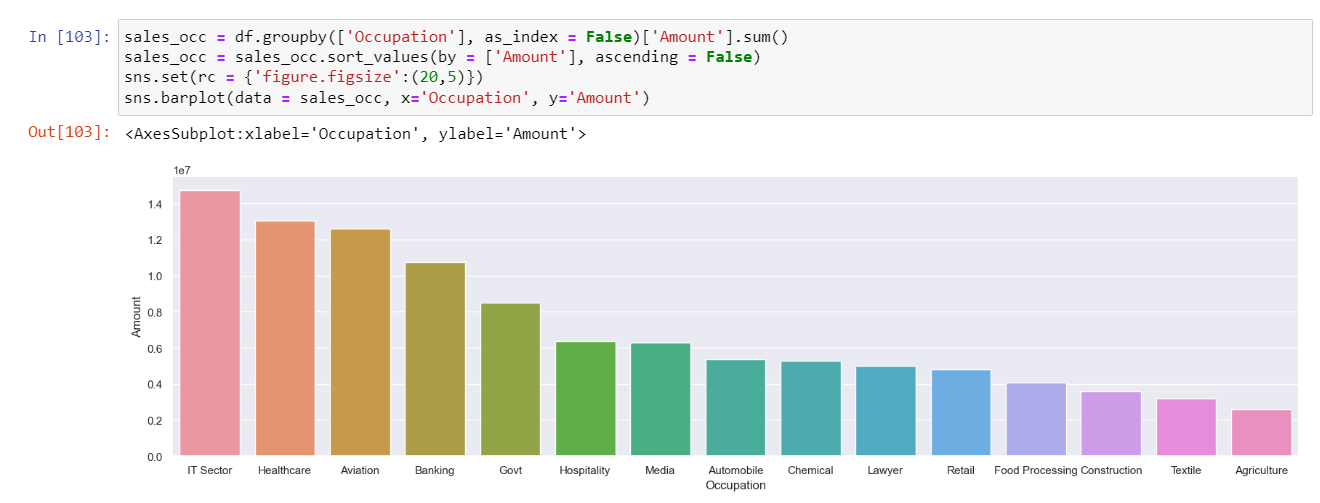 In [103]: sales_occ = df.groupby(['Occupation'], as_index = False)['Amount'].sum()
sales_occ = sales_occ.sort_values(by = ['Amount'], ascending = False)
sns.set(rc = {'figure.figsize':(20,5)})
sns.barplot(data = sales_occ, x='Occupation', y='Amount')
Out[103]: <AxesSubplot:xlabel='Occupation', ylabel='Amount'>
1e7
1.4
1.2
1.0
0.8
0.6
0.4
0.2
0.0
Amount
IT Sector Healthcare Aviation Banking Govt Hospitality Media Automobile Chemical Lawyer Retail Food Processing Construction Textile Agriculture
Occupation